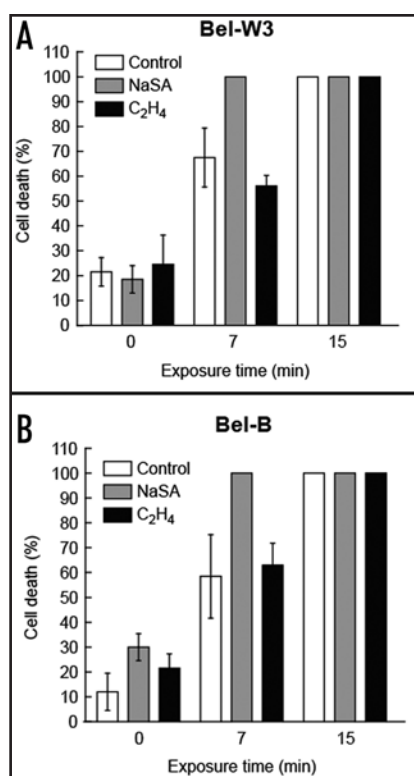 A
Bel-W3
Control
NaSA
C₂H₄
Cell death (%)
110
100
90
80
70
60
50
40
30
20
10
0
0 7 15
Exposure time (min)
B
Bel-B
Control
NaSA
C₂H₄
Cell death (%)
110
100
90
80
70
60
50
40
30
20
10
0
0 7 15
Exposure time (min)